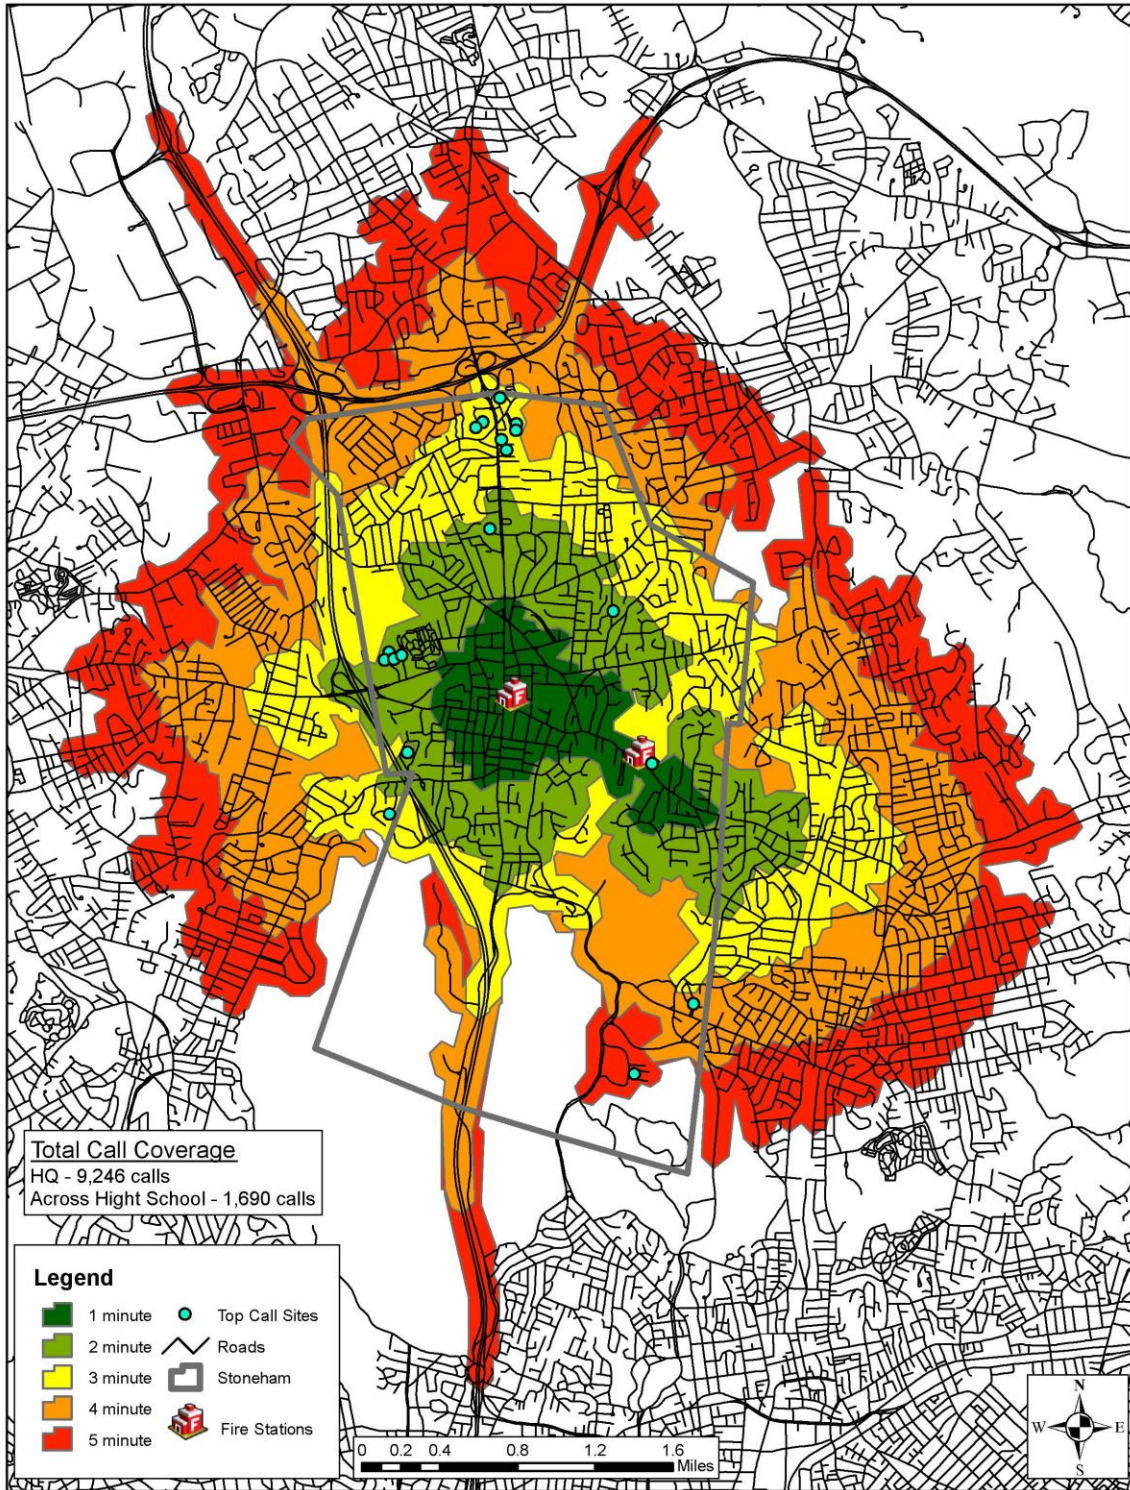 Total Call Coverage
HQ - 9,246 calls
Across Hight School - 1,690 calls
Legend
1 minute
Top Call Sites
2 minute
Roads
3 minute
Stoneham
4 minute
Fire Stations
5 minute
0 0.2 0.4 0.8 1.2 1.6
Miles
N
W E
S
F
F